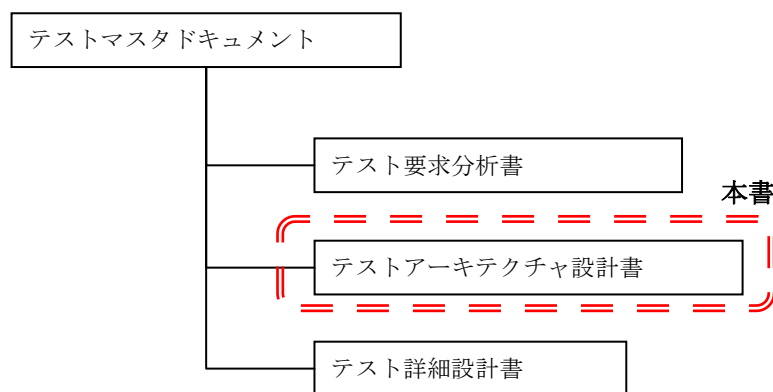 テストマスタドキュメント
テスト要求分析書
本書
テストアーキテクチャ設計書
テスト詳細設計書